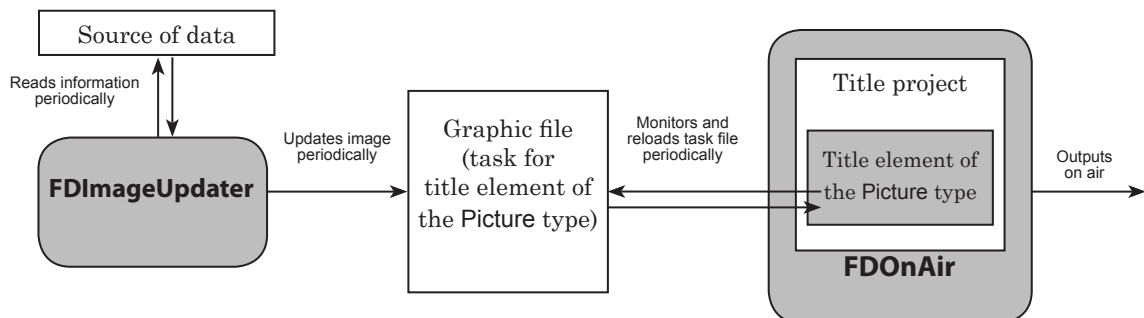 Source of data
Reads information
periodically
FDImageUpdater
Updates image
periodically
Graphic file
(task for
title element of
the Picture type)
Monitors and
reloads task file
periodically
Title project
Title element of
the Picture type
FDOnAir
Outputs
on air